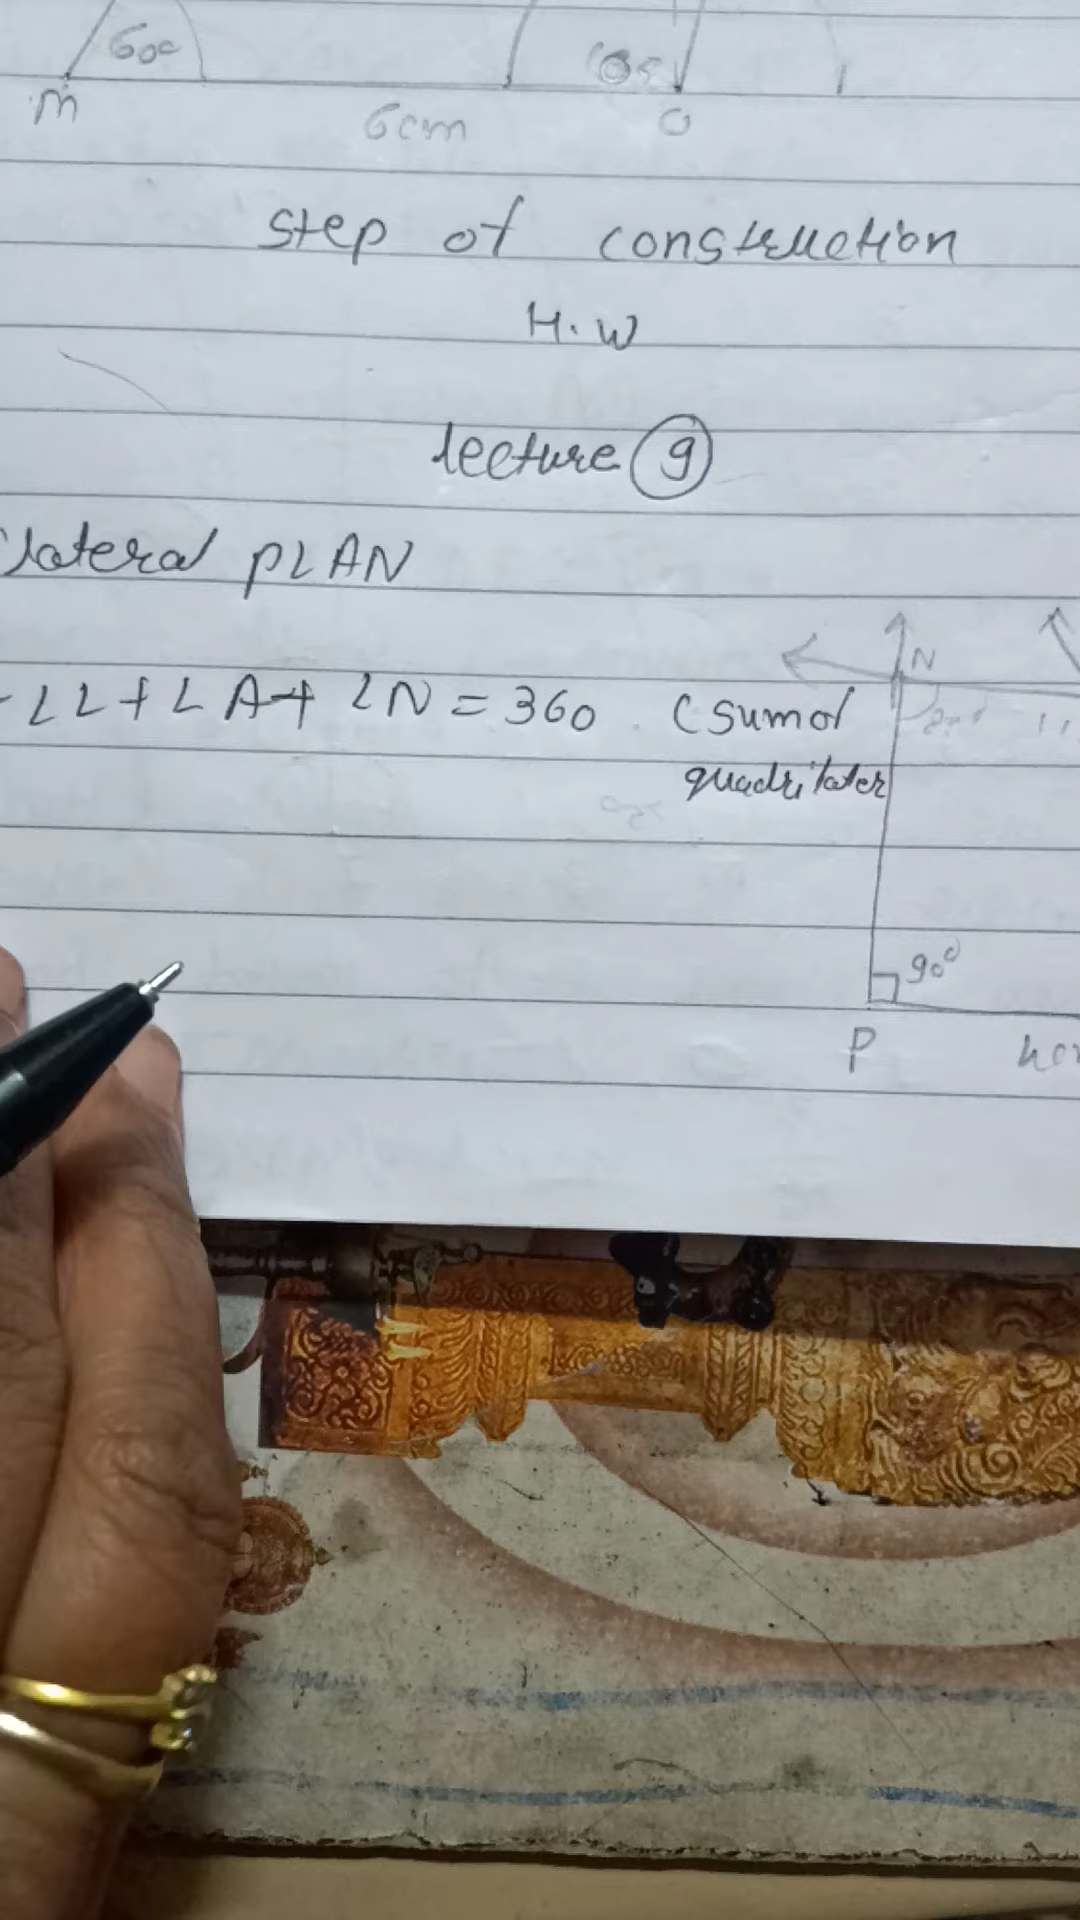 60°
M
6cm
O
step of construction
H.W
lecture 9
lateral PLAN
∠L+∠A+∠N=360 (sum of
quadrilater
N
90°
P